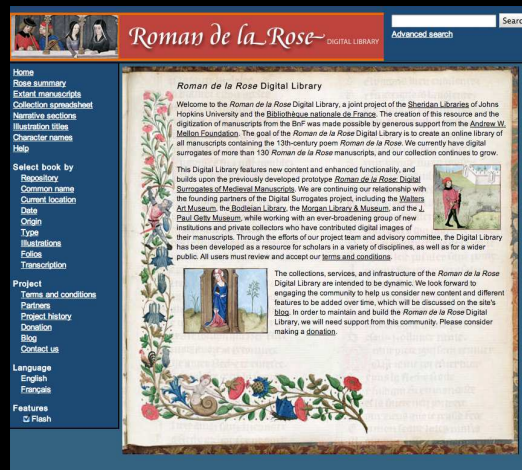 Roman de la Rose DIGITAL LIBRARY
Searc
Advanced search
Home
Rose summary
Extant manuscripts
Collection spreadsheet
Narrative sections
Illustration titles
Character names
Help
Select book by
Repository
Common name
Current location
Date
Origin
Type
Illustrations
Folios
Transcription
Project
Terms and conditions
Partners
Project history
Donation
Blog
Contact us
Language
English
Français
Features
Flash
Roman de la Rose Digital Library
Welcome to the Roman de la Rose Digital Library, a joint project of the Sheridan Libraries of Johns
Hopkins University and the Bibliothèque nationale de France. The creation of this resource and the
digitization of manuscripts from the BnF was made possible by generous support from the Andrew W.
Mellon Foundation. The goal of the Roman de la Rose Digital Library is to create an online library of
all manuscripts containing the 13th-century poem Roman de la Rose. We currently have digital
surrogates of more than 130 Roman de la Rose manuscripts, and our collection continues to grow.
This Digital Library features new content and enhanced functionality, and
builds upon the previously developed prototype Roman de la Rose: Digital
Surrogates of Medieval Manuscripts. We are continuing our relationship with
the founding partners of the Digital Surrogates project, including the Walters
Art Museum, the Bodleian Library, the Morgan Library & Museum, and the J.
Paul Getty Museum, while working with an ever-broadening group of new
institutions and private collectors who have contributed digital images of
their manuscripts. Through the efforts of our project team and advisory committee, the Digital Library
has been developed as a resource for scholars in a variety of disciplines, as well as for a wider
public. All users must review and accept our terms and conditions.
The collections, services, and infrastructure of the Roman de la Rose
Digital Library are intended to be dynamic. We look forward to
engaging the community to help us consider new content and different
features to be added over time, which will be discussed on the site's
blog. In order to maintain and build the Roman de la Rose Digital
Library, we will need support from this community. Please consider
making a donation.